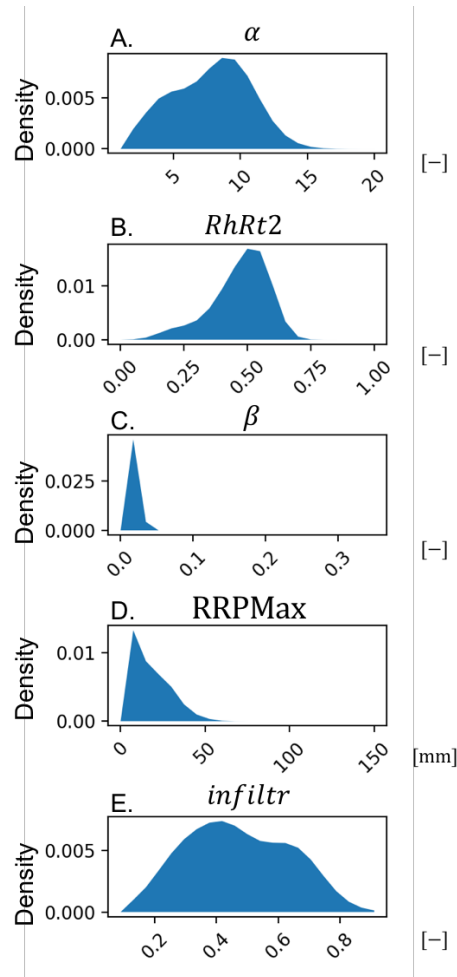 A. α
Density
0.005
0.000
5 10 15 20
[−]
B. RhRt2
Density
0.01
0.00
0.00 0.25 0.50 0.75 1.00
[−]
C. β
Density
0.025
0.000
0.0 0.1 0.2 0.3
[−]
D. RRPMax
Density
0.01
0.00
0 50 100 150
[mm]
E. infiltr
Density
0.005
0.000
0.2 0.4 0.6 0.8
[−]